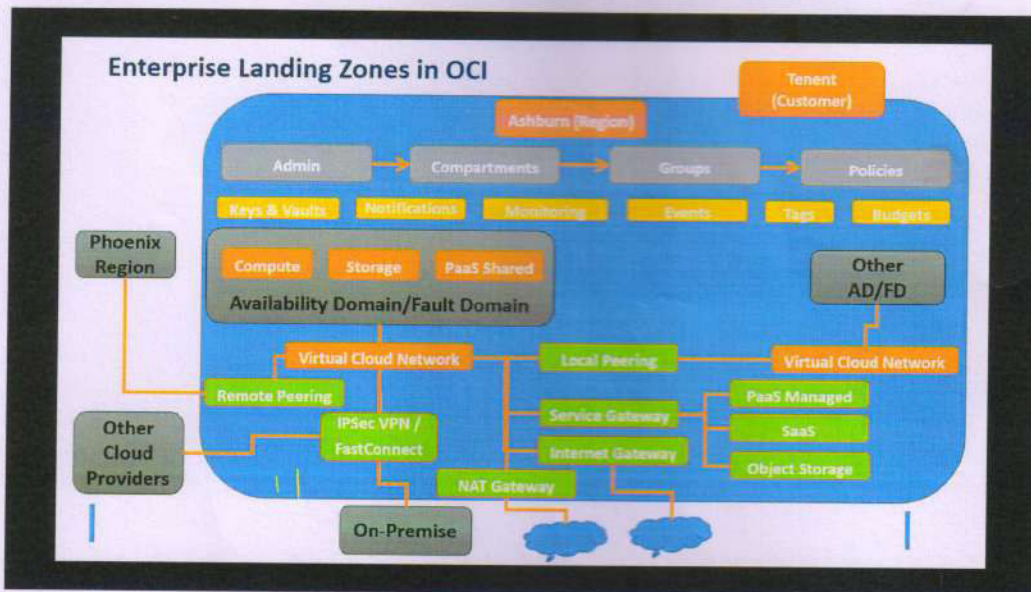 Enterprise Landing Zones in OCI
Tenent
(Customer)
Ashburn (Region)
Admin
Compartments
Groups
Policies
Keys & Vaults
Notifications
Monitoring
Events
Tags
Budgets
Phoenix
Region
Compute
Storage
PaaS Shared
Availability Domain/Fault Domain
Other
AD/FD
Virtual Cloud Network
Local Peering
Virtual Cloud Network
Remote Peering
PaaS Managed
Other
Cloud
Providers
IPSec VPN /
FastConnect
Service Gateway
SaaS
Internet Gateway
Object Storage
NAT Gateway
On-Premise